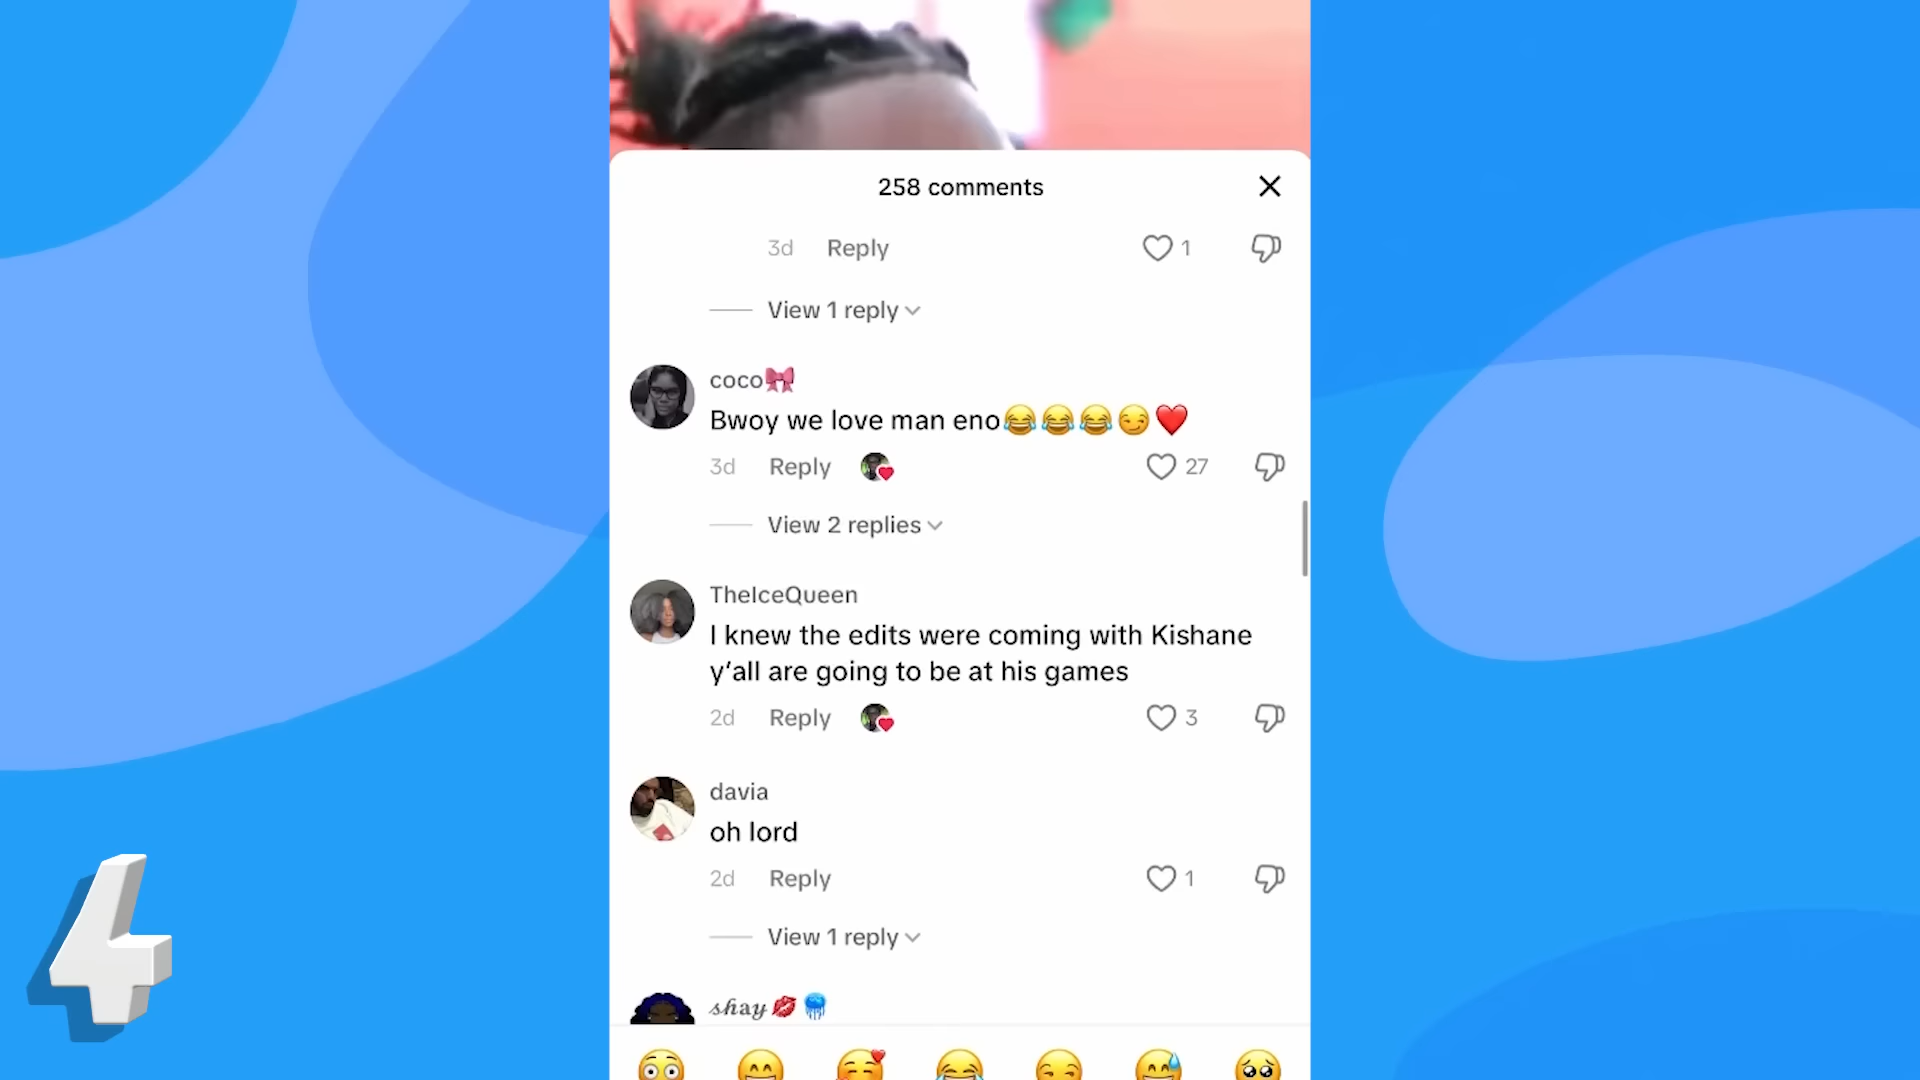 258 comments
3d Reply 1
View 1 reply
coco🎀
Bwoy we love man eno😂😂😂😏❤️
3d Reply 27
View 2 replies
TheIceQueen
I knew the edits were coming with Kishane
y'all are going to be at his games
2d Reply 3
davia
oh lord
2d Reply 1
View 1 reply
𝓈𝒽𝒶𝓎💋🪼
4